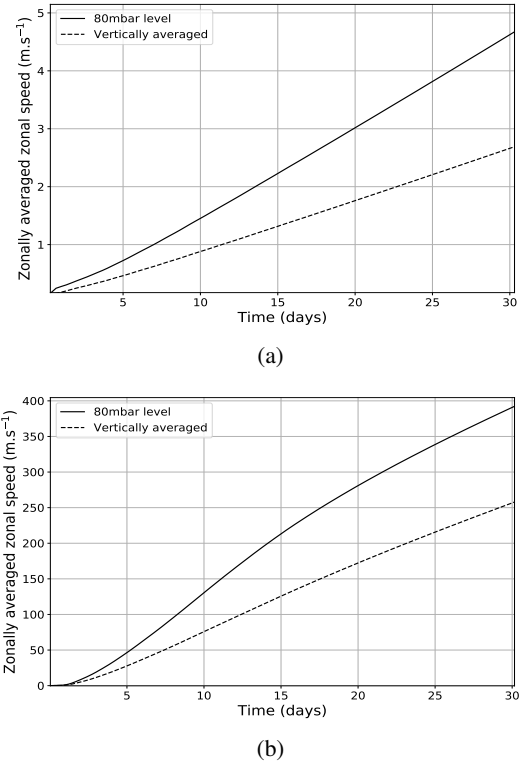 Zonally averaged zonal speed (m.s⁻¹)
80mbar level
Vertically averaged
5
4
3
2
1
5 10 15 20 25 30
Time (days)
(a)
Zonally averaged zonal speed (m.s⁻¹)
80mbar level
Vertically averaged
400
350
300
250
200
150
100
50
0
5 10 15 20 25 30
Time (days)
(b)